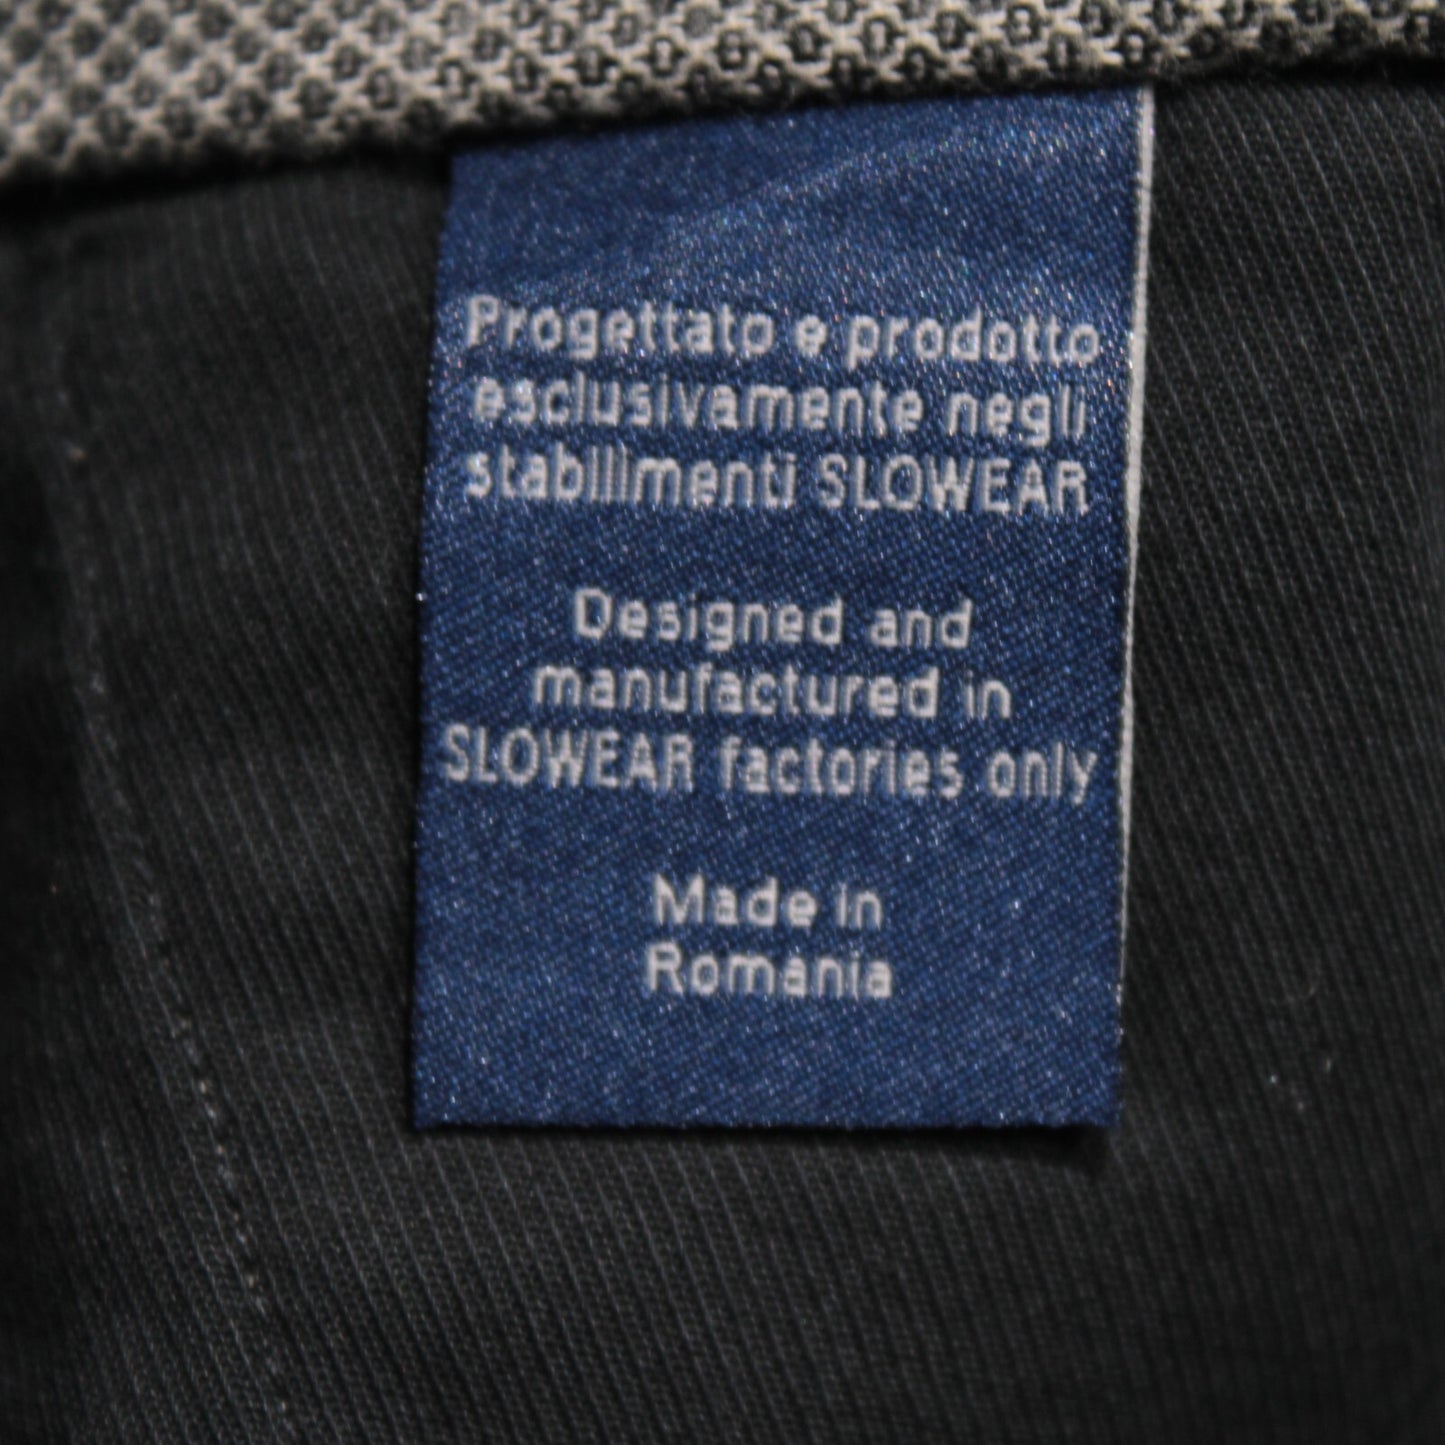 Progettato e prodotto
esclusivamente negli
stabilimenti SLOWEAR
Designed and
manufactured in
SLOWEAR factories only
Made in
Romania